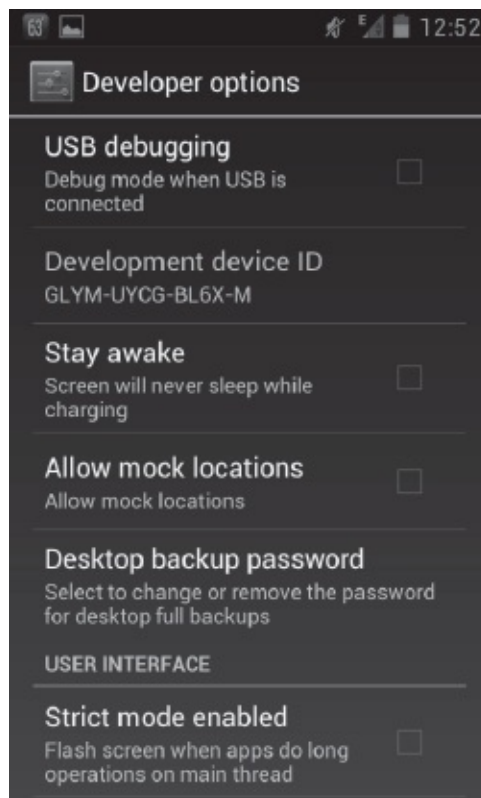 63° E 12:52
Developer options
USB debugging
Debug mode when USB is
connected
Development device ID
GLYM-UYCG-BL6X-M
Stay awake
Screen will never sleep while
charging
Allow mock locations
Allow mock locations
Desktop backup password
Select to change or remove the password
for desktop full backups
USER INTERFACE
Strict mode enabled
Flash screen when apps do long
operations on main thread